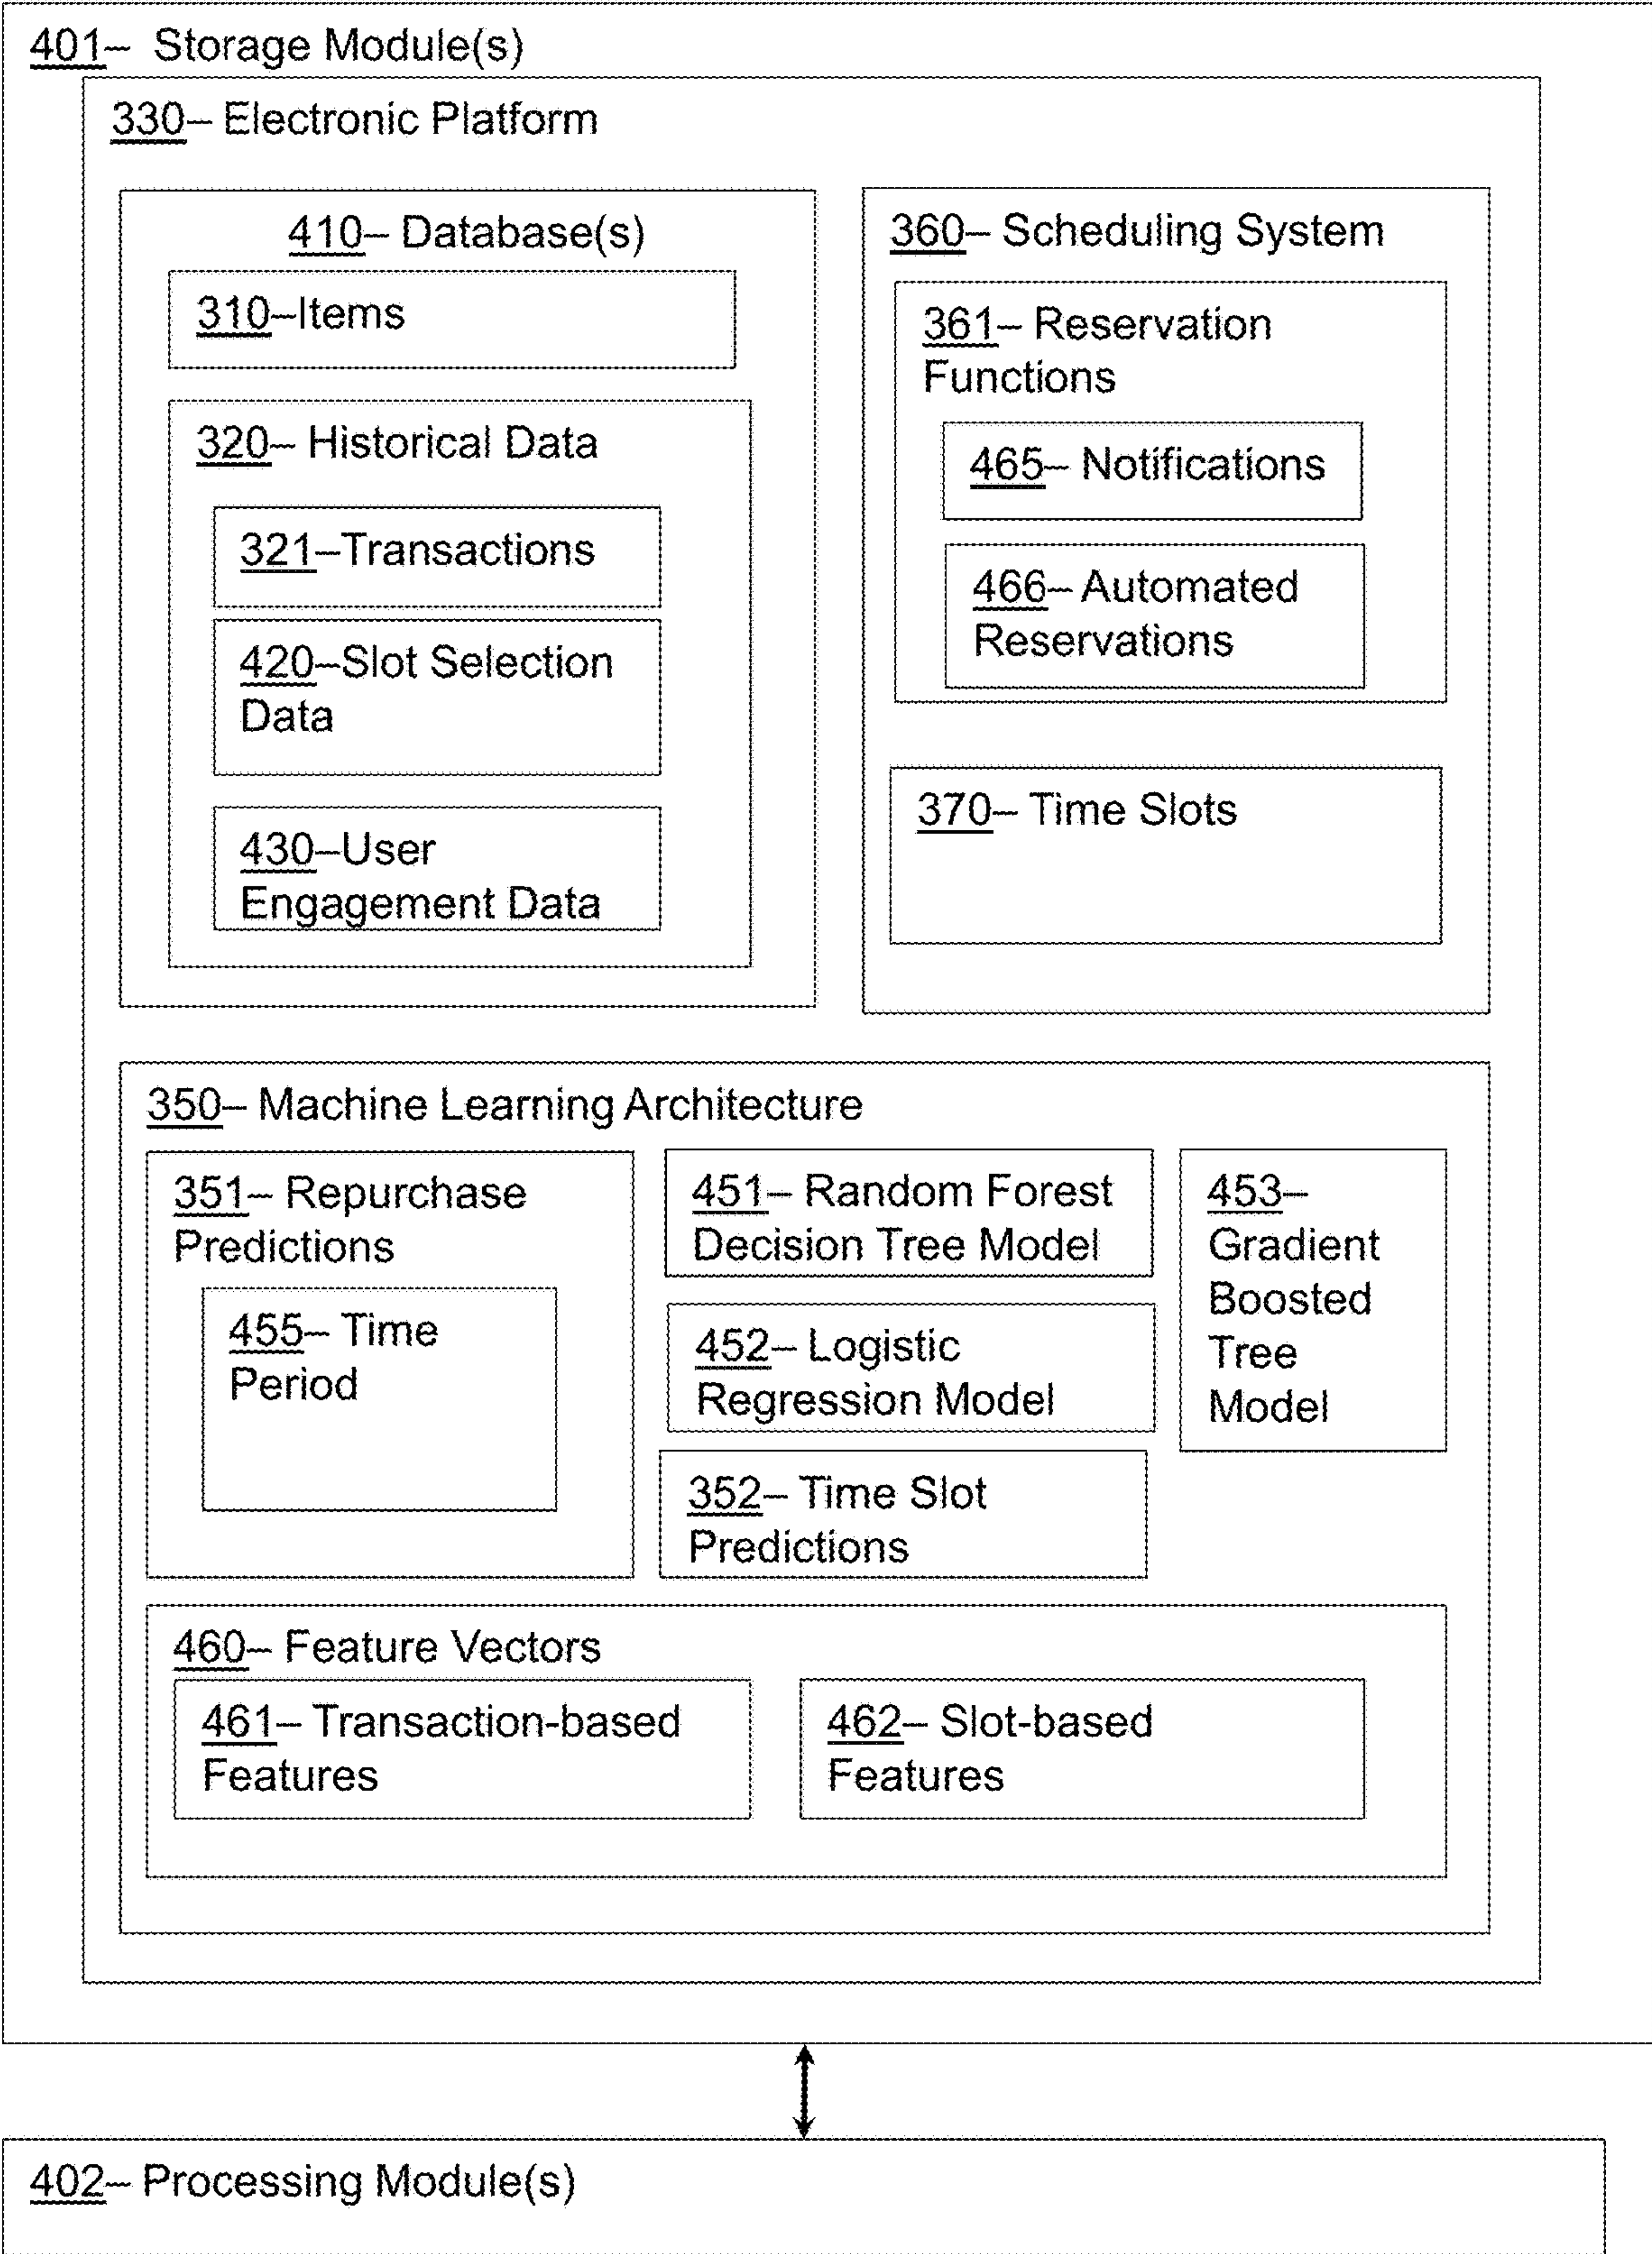 401– Storage Module(s)
330– Electronic Platform
410– Database(s)
310–Items
320– Historical Data
321–Transactions
420–Slot Selection
Data
430–User
Engagement Data
360– Scheduling System
361– Reservation
Functions
465– Notifications
466– Automated
Reservations
370– Time Slots
350– Machine Learning Architecture
351– Repurchase
Predictions
455– Time
Period
451– Random Forest
Decision Tree Model
452– Logistic
Regression Model
352– Time Slot
Predictions
453–
Gradient
Boosted
Tree
Model
460– Feature Vectors
461– Transaction-based
Features
462– Slot-based
Features
402– Processing Module(s)